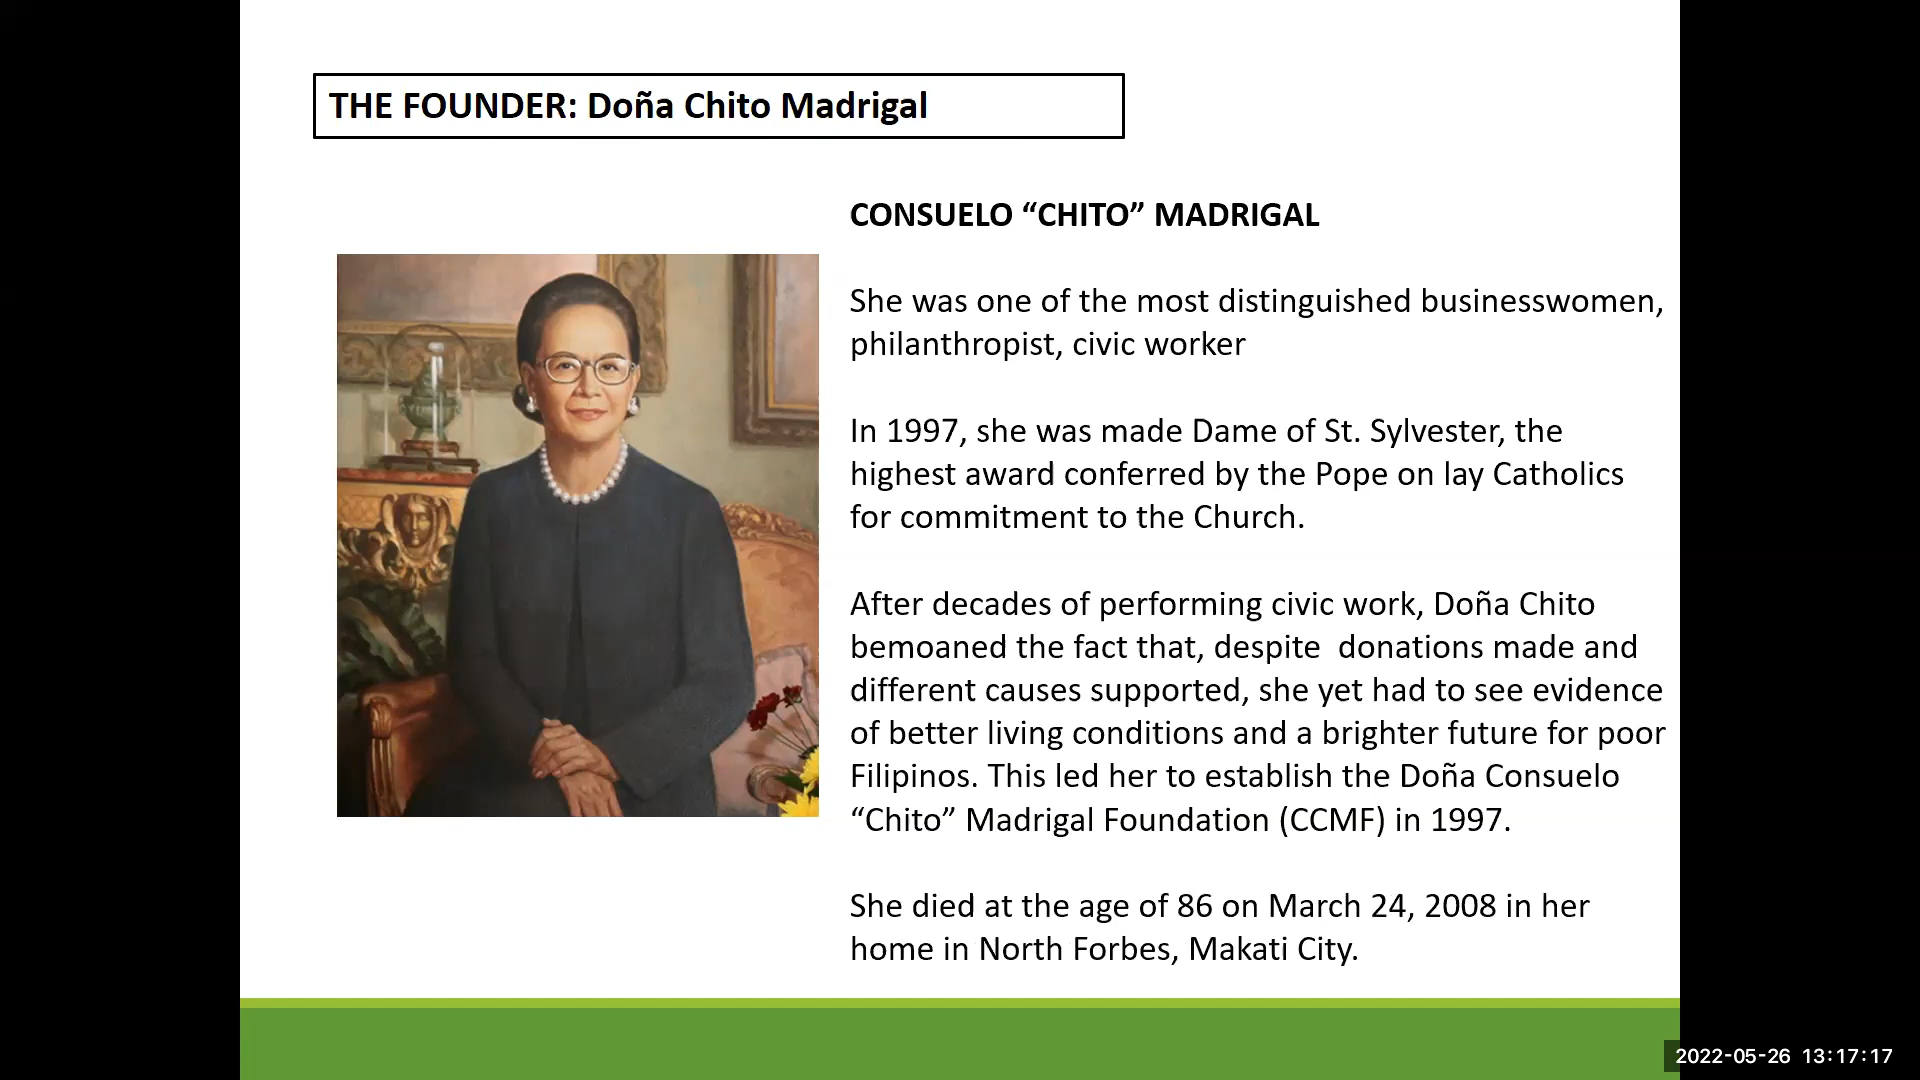 THE FOUNDER: Doña Chito Madrigal
CONSUELO “CHITO” MADRIGAL
She was one of the most distinguished businesswomen,
philanthropist, civic worker
In 1997, she was made Dame of St. Sylvester, the
highest award conferred by the Pope on lay Catholics
for commitment to the Church.
After decades of performing civic work, Doña Chito
bemoaned the fact that, despite  donations made and
different causes supported, she yet had to see evidence
of better living conditions and a brighter future for poor
Filipinos. This led her to establish the Doña Consuelo
“Chito” Madrigal Foundation (CCMF) in 1997.
She died at the age of 86 on March 24, 2008 in her
home in North Forbes, Makati City.
2022-05-26 13:17:17